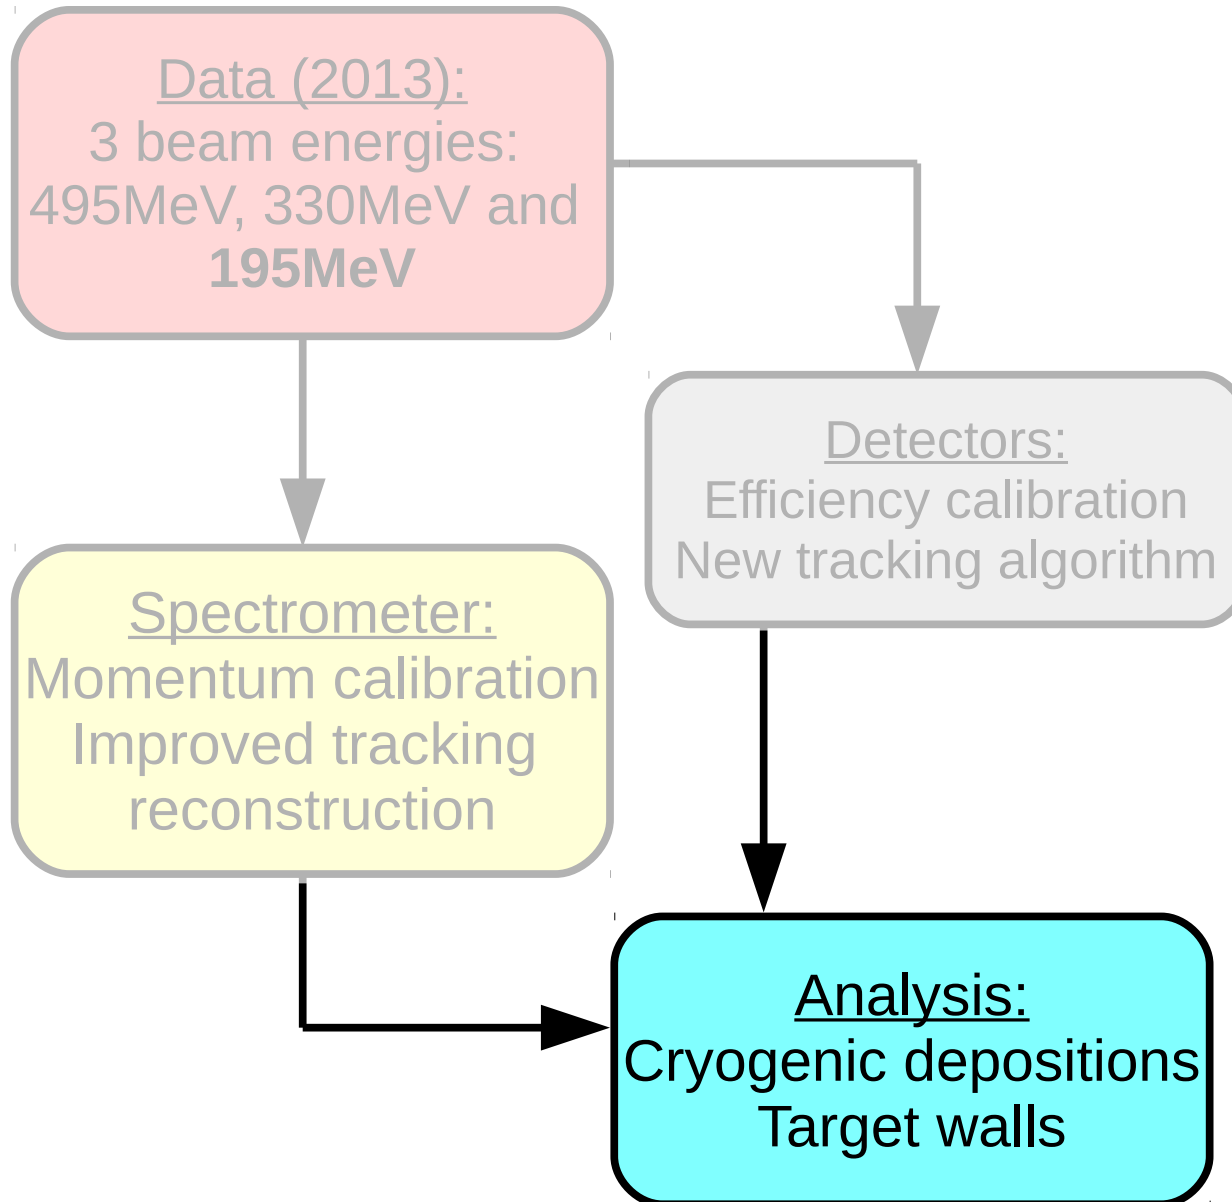 Data (2013):
3 beam energies:
495MeV, 330MeV and
195MeV
Detectors:
Efficiency calibration
New tracking algorithm
Spectrometer:
Momentum calibration
Improved tracking
reconstruction
Analysis:
Cryogenic depositions
Target walls